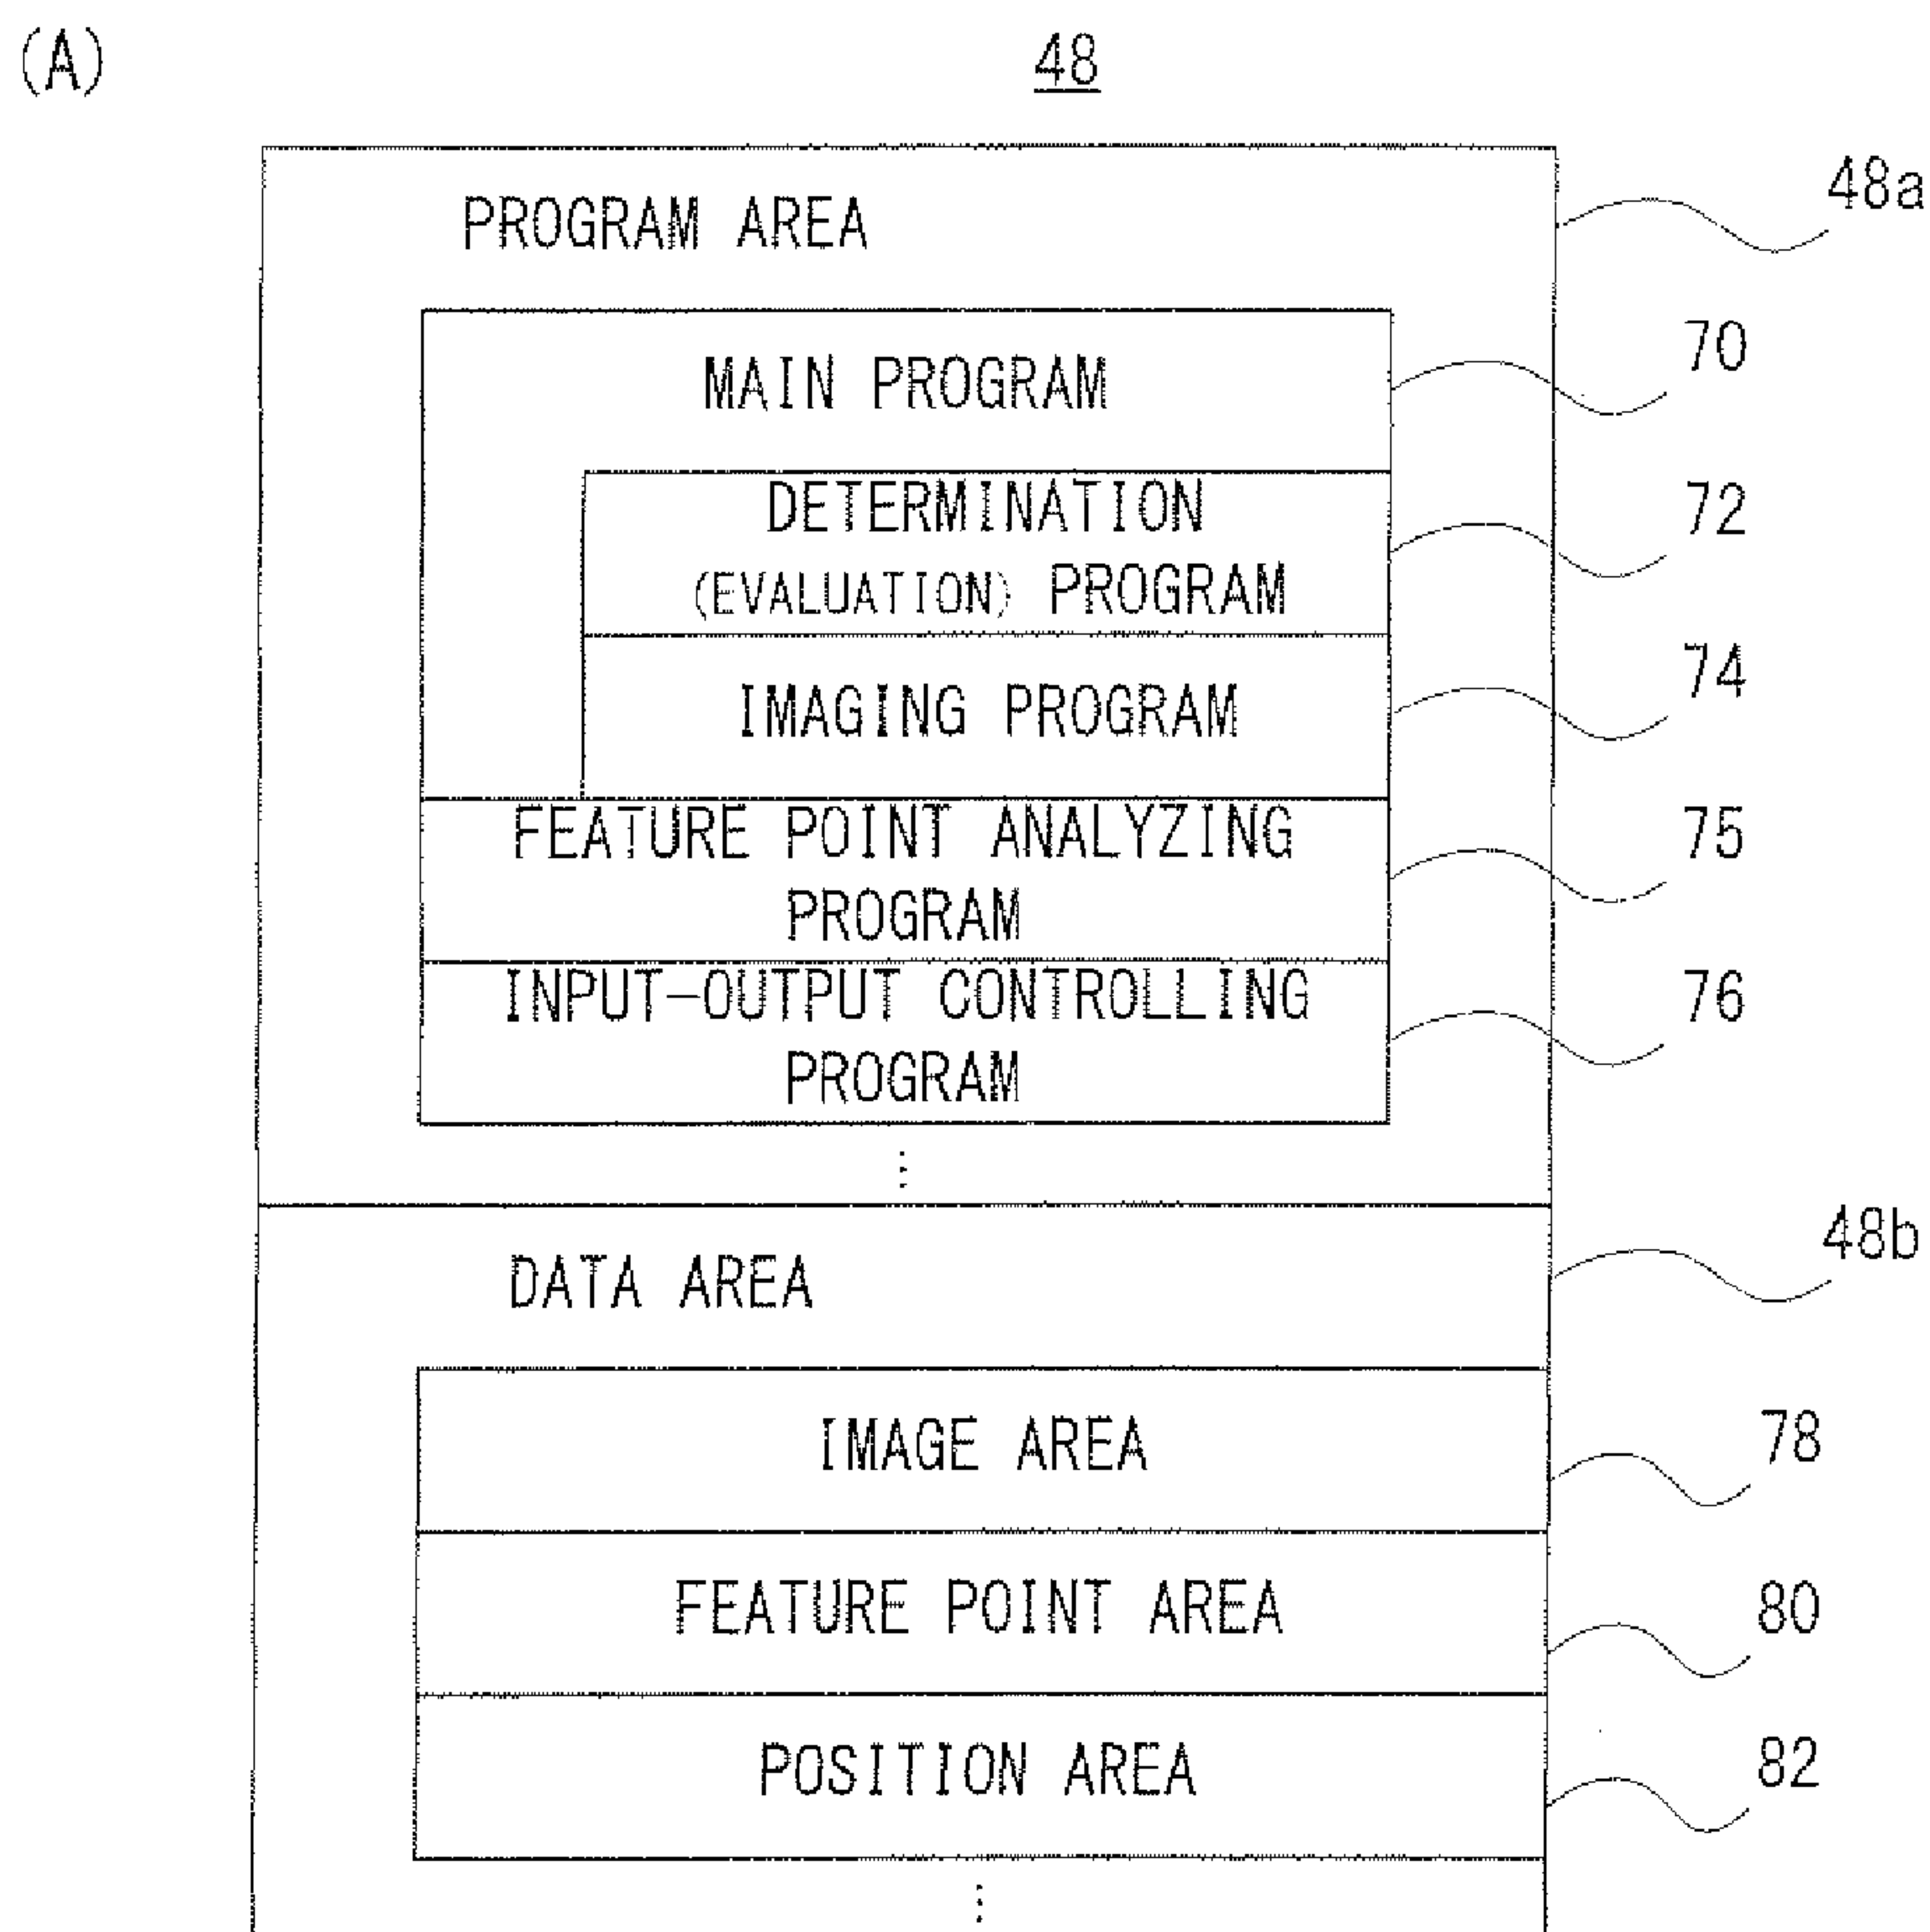 (A)
48
PROGRAM AREA
48a
MAIN PROGRAM
70
DETERMINATION
(EVALUATION) PROGRAM
72
IMAGING PROGRAM
74
FEATURE POINT ANALYZING
PROGRAM
75
INPUT-OUTPUT CONTROLLING
PROGRAM
76
DATA AREA
48b
IMAGE AREA
78
FEATURE POINT AREA
80
POSITION AREA
82